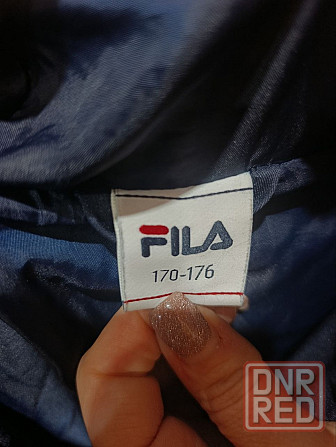 FILA
170-176
DNR
RED